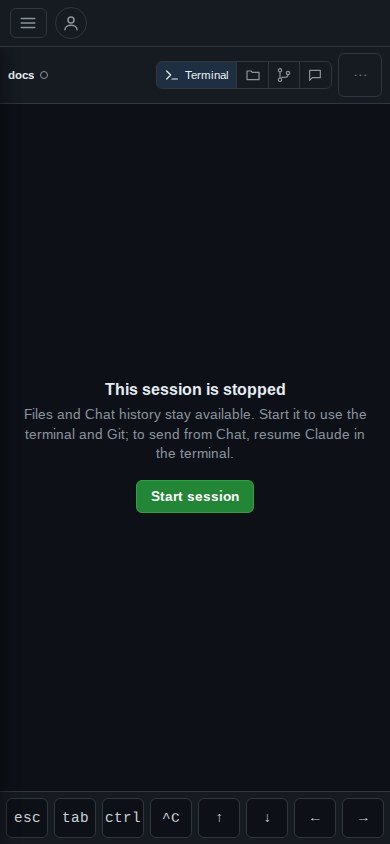 docs
Terminal
...
This session is stopped
Files and Chat history stay available. Start it to use the
terminal and Git; to send from Chat, resume Claude in
the terminal.
Start session
esc tab ctrl ^C ↑ ↓ ← →